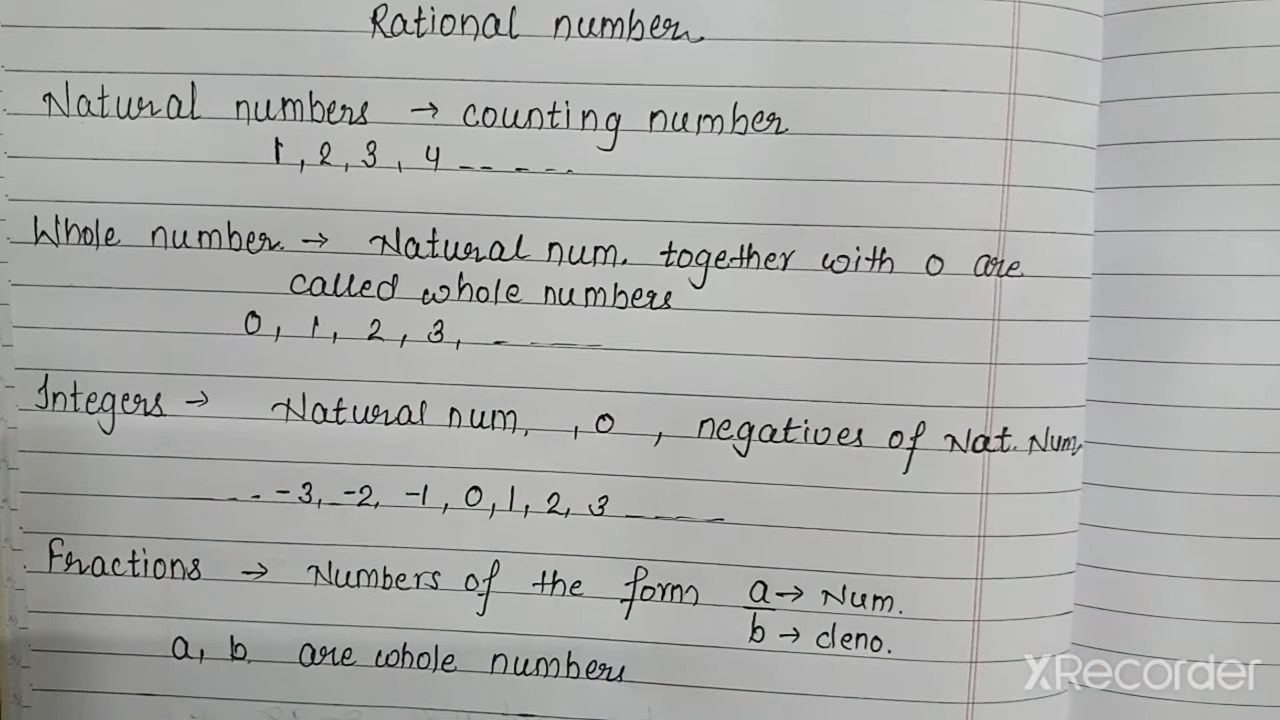 Rational number
Natural numbers → counting number
1, 2, 3, 4 -----
Whole number → Natural num. together with 0 are
called whole numbers
0, 1, 2, 3, - ---
Integers → Natural num. , 0 , negatives of Nat. Num
-- -3, -2, -1, 0, 1, 2, 3 ----
Fractions → Numbers of the form a → Num.
b → deno.
a, b are whole numbers
XRecorder